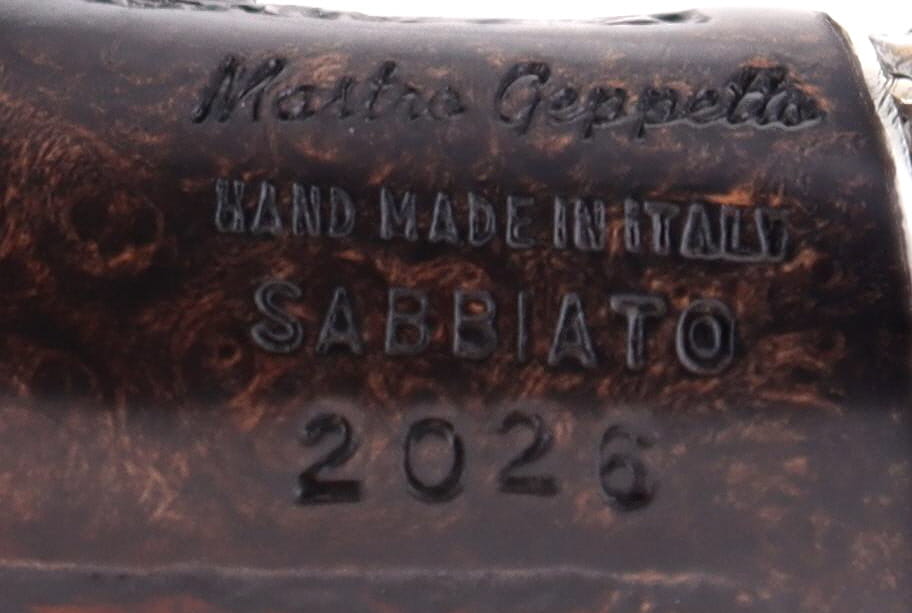 Mastro Geppetto
HAND MADE IN ITALY
SABBIATO
2026